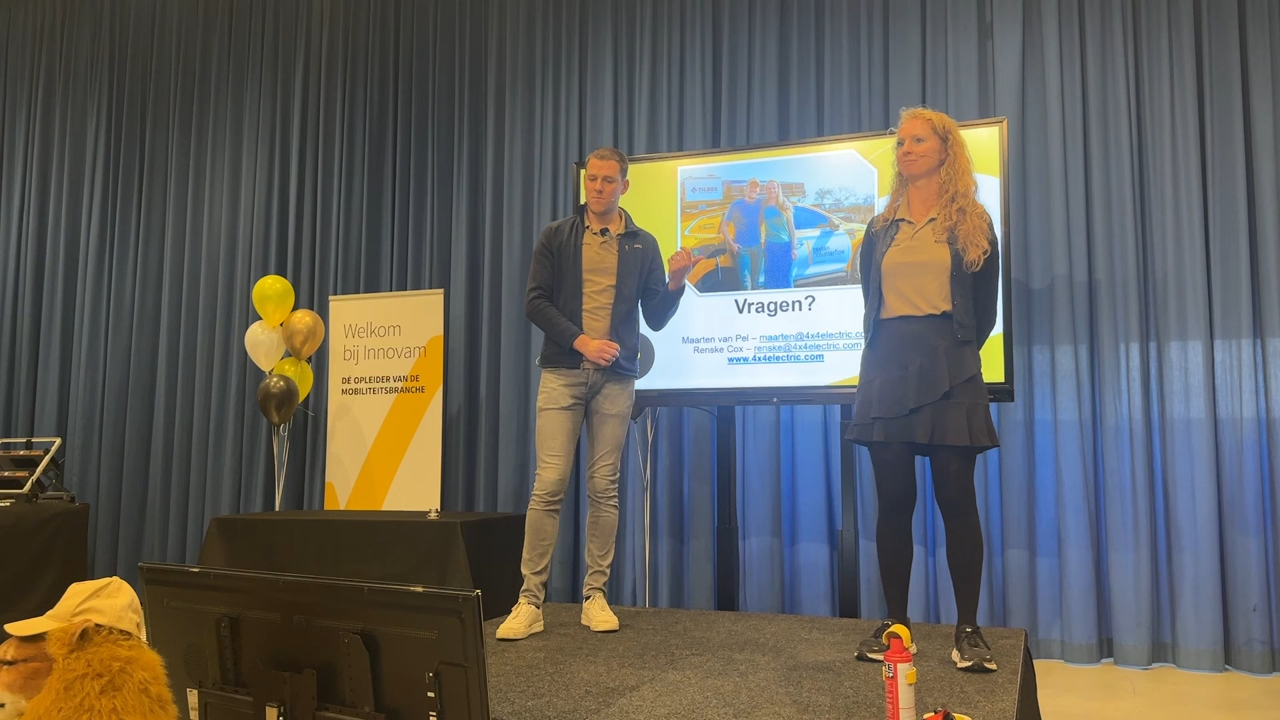 Welkom
bij Innovam
DÉ OPLEIDER VAN DE
MOBILITEITSBRANCHE
Vragen?
Maarten van Pel – maarten@4x4electric.co
Renske Cox – renske@4x4electric.com
www.4x4electric.com